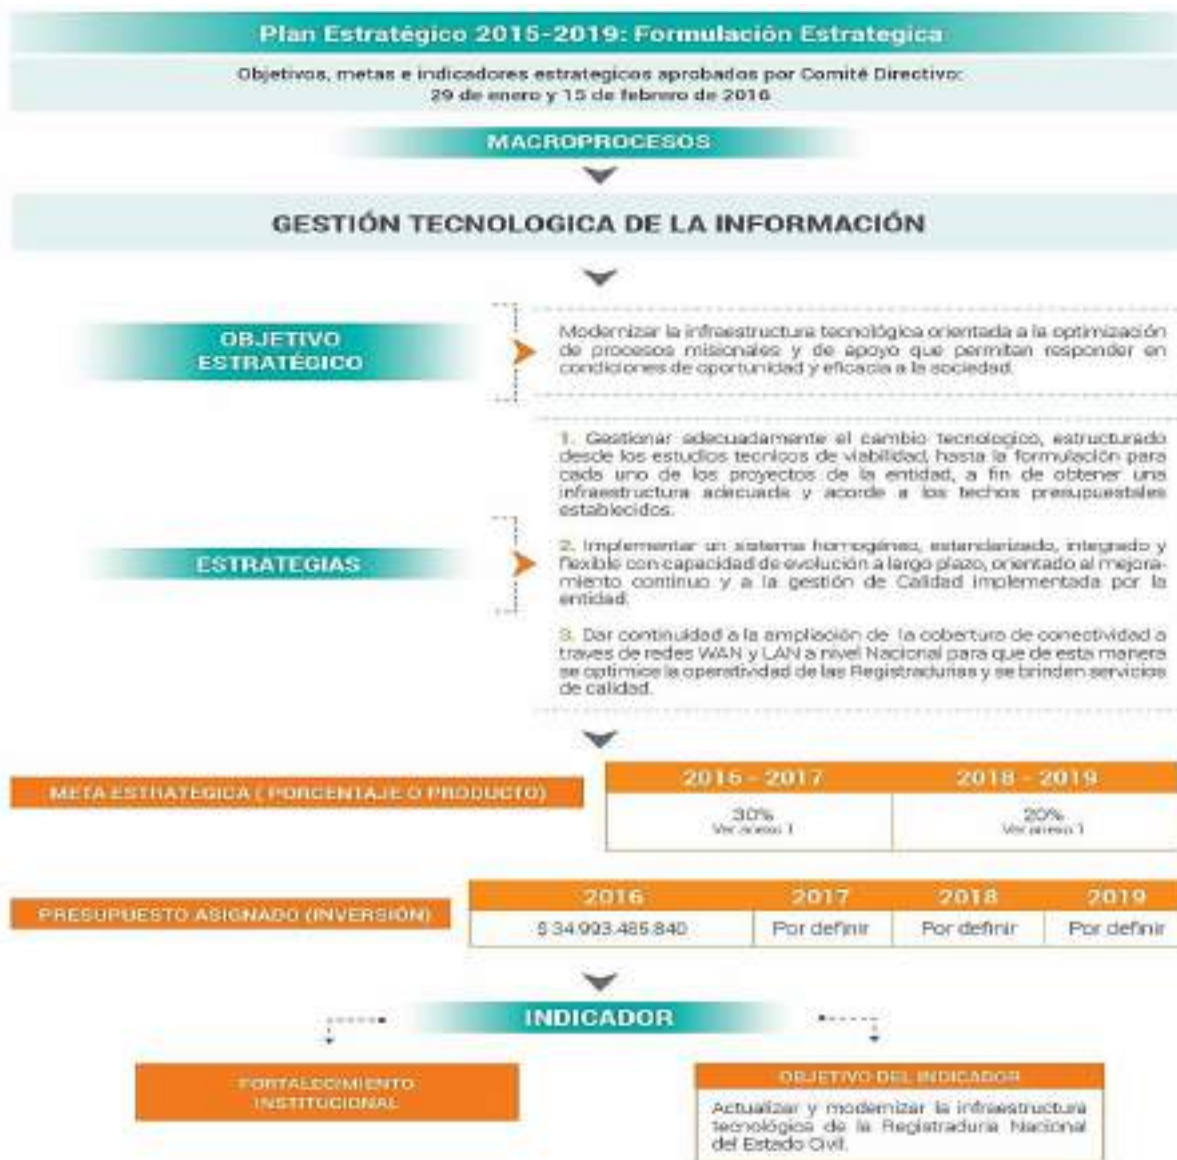 Plan Estratégico 2015-2019: Formulación Estrategica
Objetivos, metas e indicadores estrategicos aprobados por Comité Directivo:
29 de enero y 15 de febrero de 2016
MACROPROCESOS
GESTIÓN TECNOLOGICA DE LA INFORMACIÓN
OBJETIVO
ESTRATÉGICO
Modernizar la infraestructura tecnológica orientada a la optimización
de procesos misionales y de apoyo que permitan responder en
condiciones de oportunidad y eficacia a la sociedad.
ESTRATEGIAS
1. Gestionar adecuadamente el cambio tecnologico, estructurado
desde los estudios tecnicos de viabilidad, hasta la formulación para
cada uno de los proyectos de la entidad, a fin de obtener una
infraestructura adecuada y acorde a los techos presupuestales
establecidos.
2. Implementar un sistema homogéneo, estandarizado, integrado y
flexible con capacidad de evolución a largo plazo, orientado al mejora-
miento continuo y a la gestión de Calidad implementada por la
entidad.
3. Dar continuidad a la ampliación de la cobertura de conectividad a
traves de redes WAN y LAN a nivel Nacional para que de esta manera
se optimice la operatividad de las Registradurias y se brinden servicios
de calidad.
META ESTRATEGICA ( PORCENTAJE O PRODUCTO)
2016 - 2017 2018 - 2019
30% 20%
Ver anexo 1 Ver anexo 1
PRESUPUESTO ASIGNADO (INVERSIÓN)
2016 2017 2018 2019
$ 34.993.485.840 Por definir Por definir Por definir
INDICADOR
FORTALECIMIENTO
INSTITUCIONAL
OBJETIVO DEL INDICADOR
Actualizar y modernizar la infraestructura
tecnológica de la Registraduria Nacional
del Estado Civil.